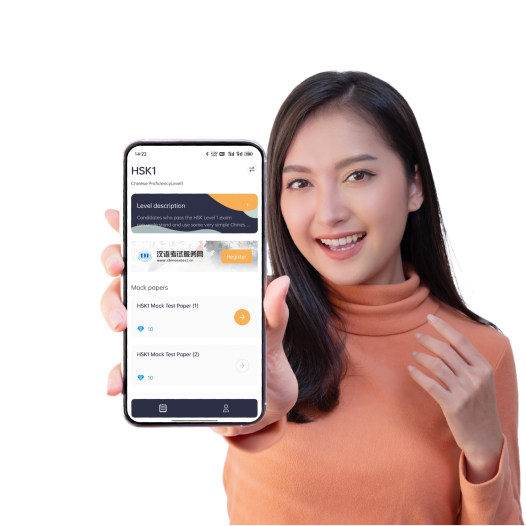 14:22
HSK1
Chinese ProficiencyLevel1
Level description
Candidates who pass the HSK Level 1 exam
can understand and use some very simple Chinese...
汉语考试服务网
www.chinesetest.cn
Register
Mock papers
HSK1 Mock Test Paper (1)
10
HSK1 Mock Test Paper (2)
10